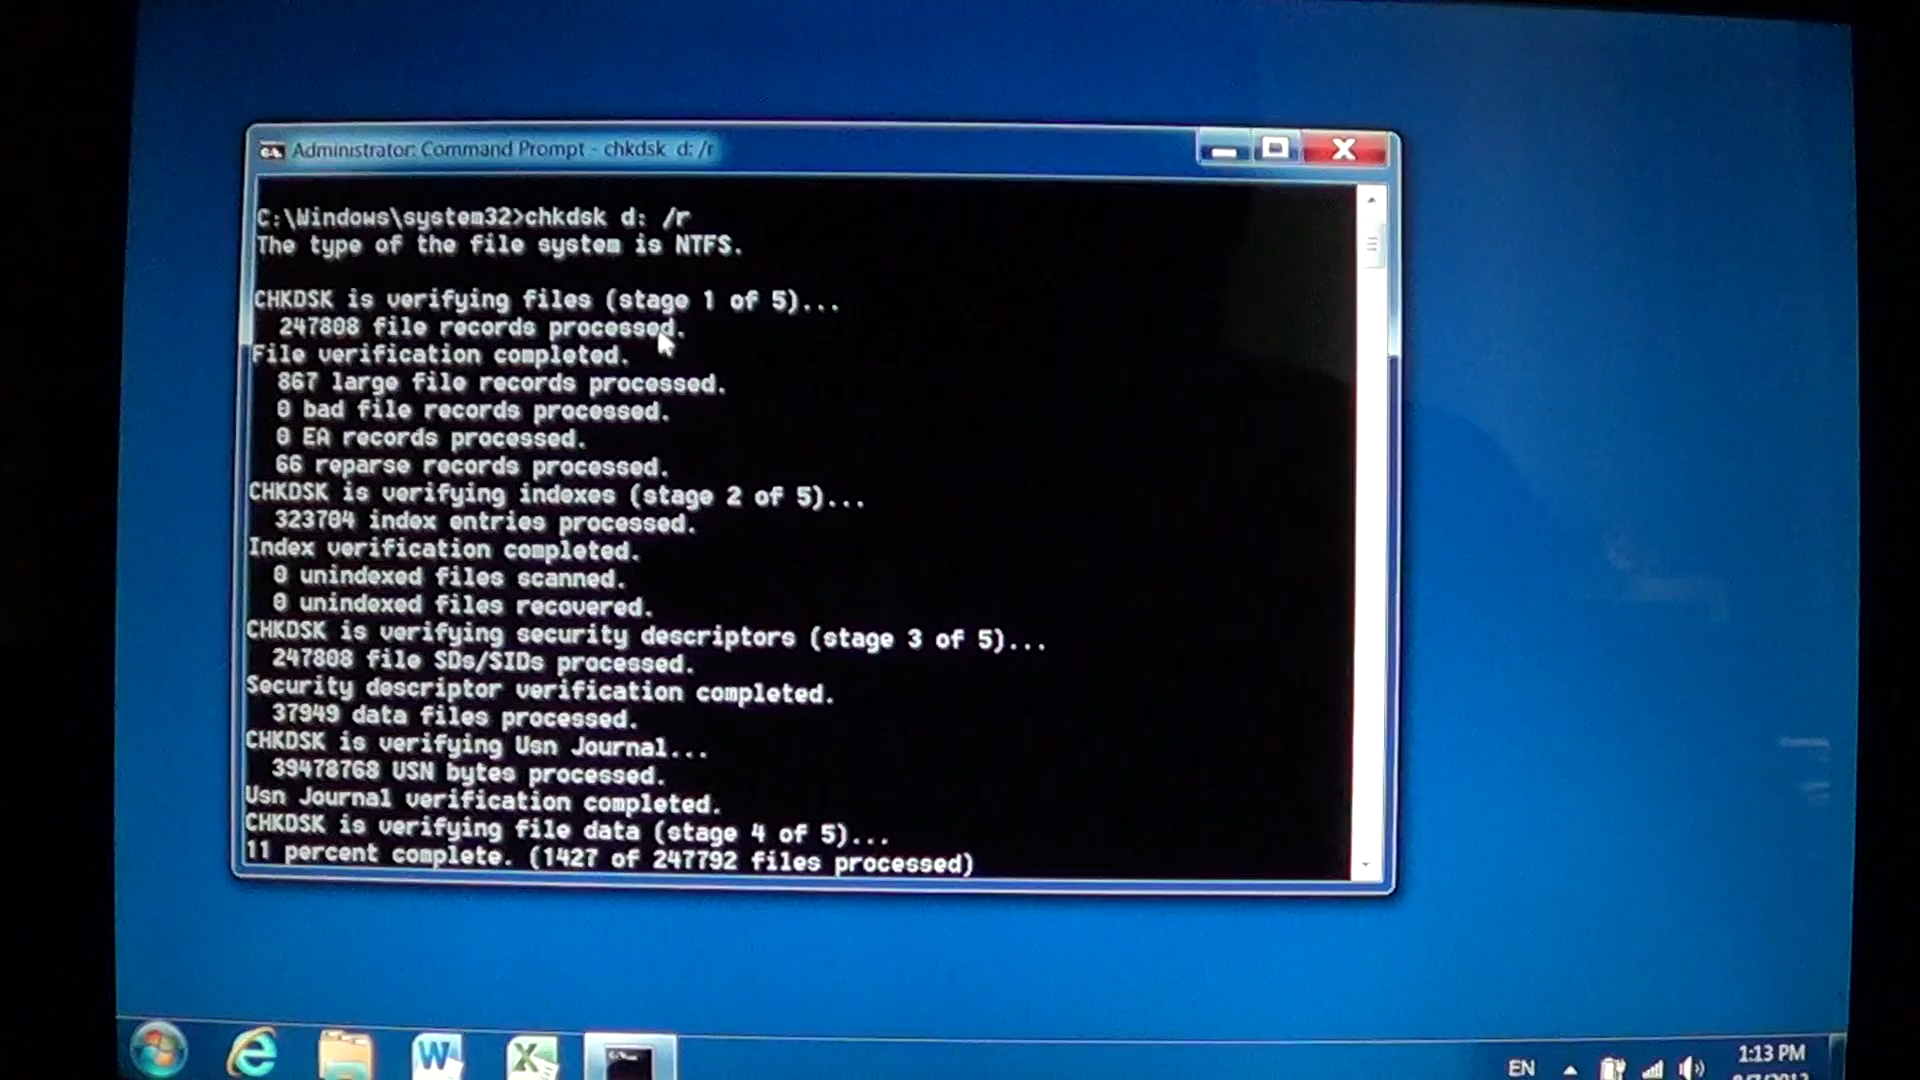 Administrator: Command Prompt - chkdsk d: /r
C:\Windows\system32>chkdsk d: /r
The type of the file system is NTFS.
CHKDSK is verifying files (stage 1 of 5)...
247808 file records processed.
File verification completed.
867 large file records processed.
0 bad file records processed.
0 EA records processed.
66 reparse records processed.
CHKDSK is verifying indexes (stage 2 of 5)...
323704 index entries processed.
Index verification completed.
0 unindexed files scanned.
0 unindexed files recovered.
CHKDSK is verifying security descriptors (stage 3 of 5)...
247808 file SDs/SIDs processed.
Security descriptor verification completed.
37949 data files processed.
CHKDSK is verifying Usn Journal...
39478768 USN bytes processed.
Usn Journal verification completed.
CHKDSK is verifying file data (stage 4 of 5)...
11 percent complete. (1427 of 247792 files processed)
EN
1:13 PM